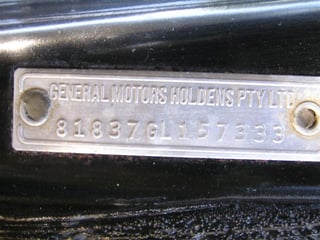 GENERAL MOTORS HOLDENS PTY LTD
81837GL157333